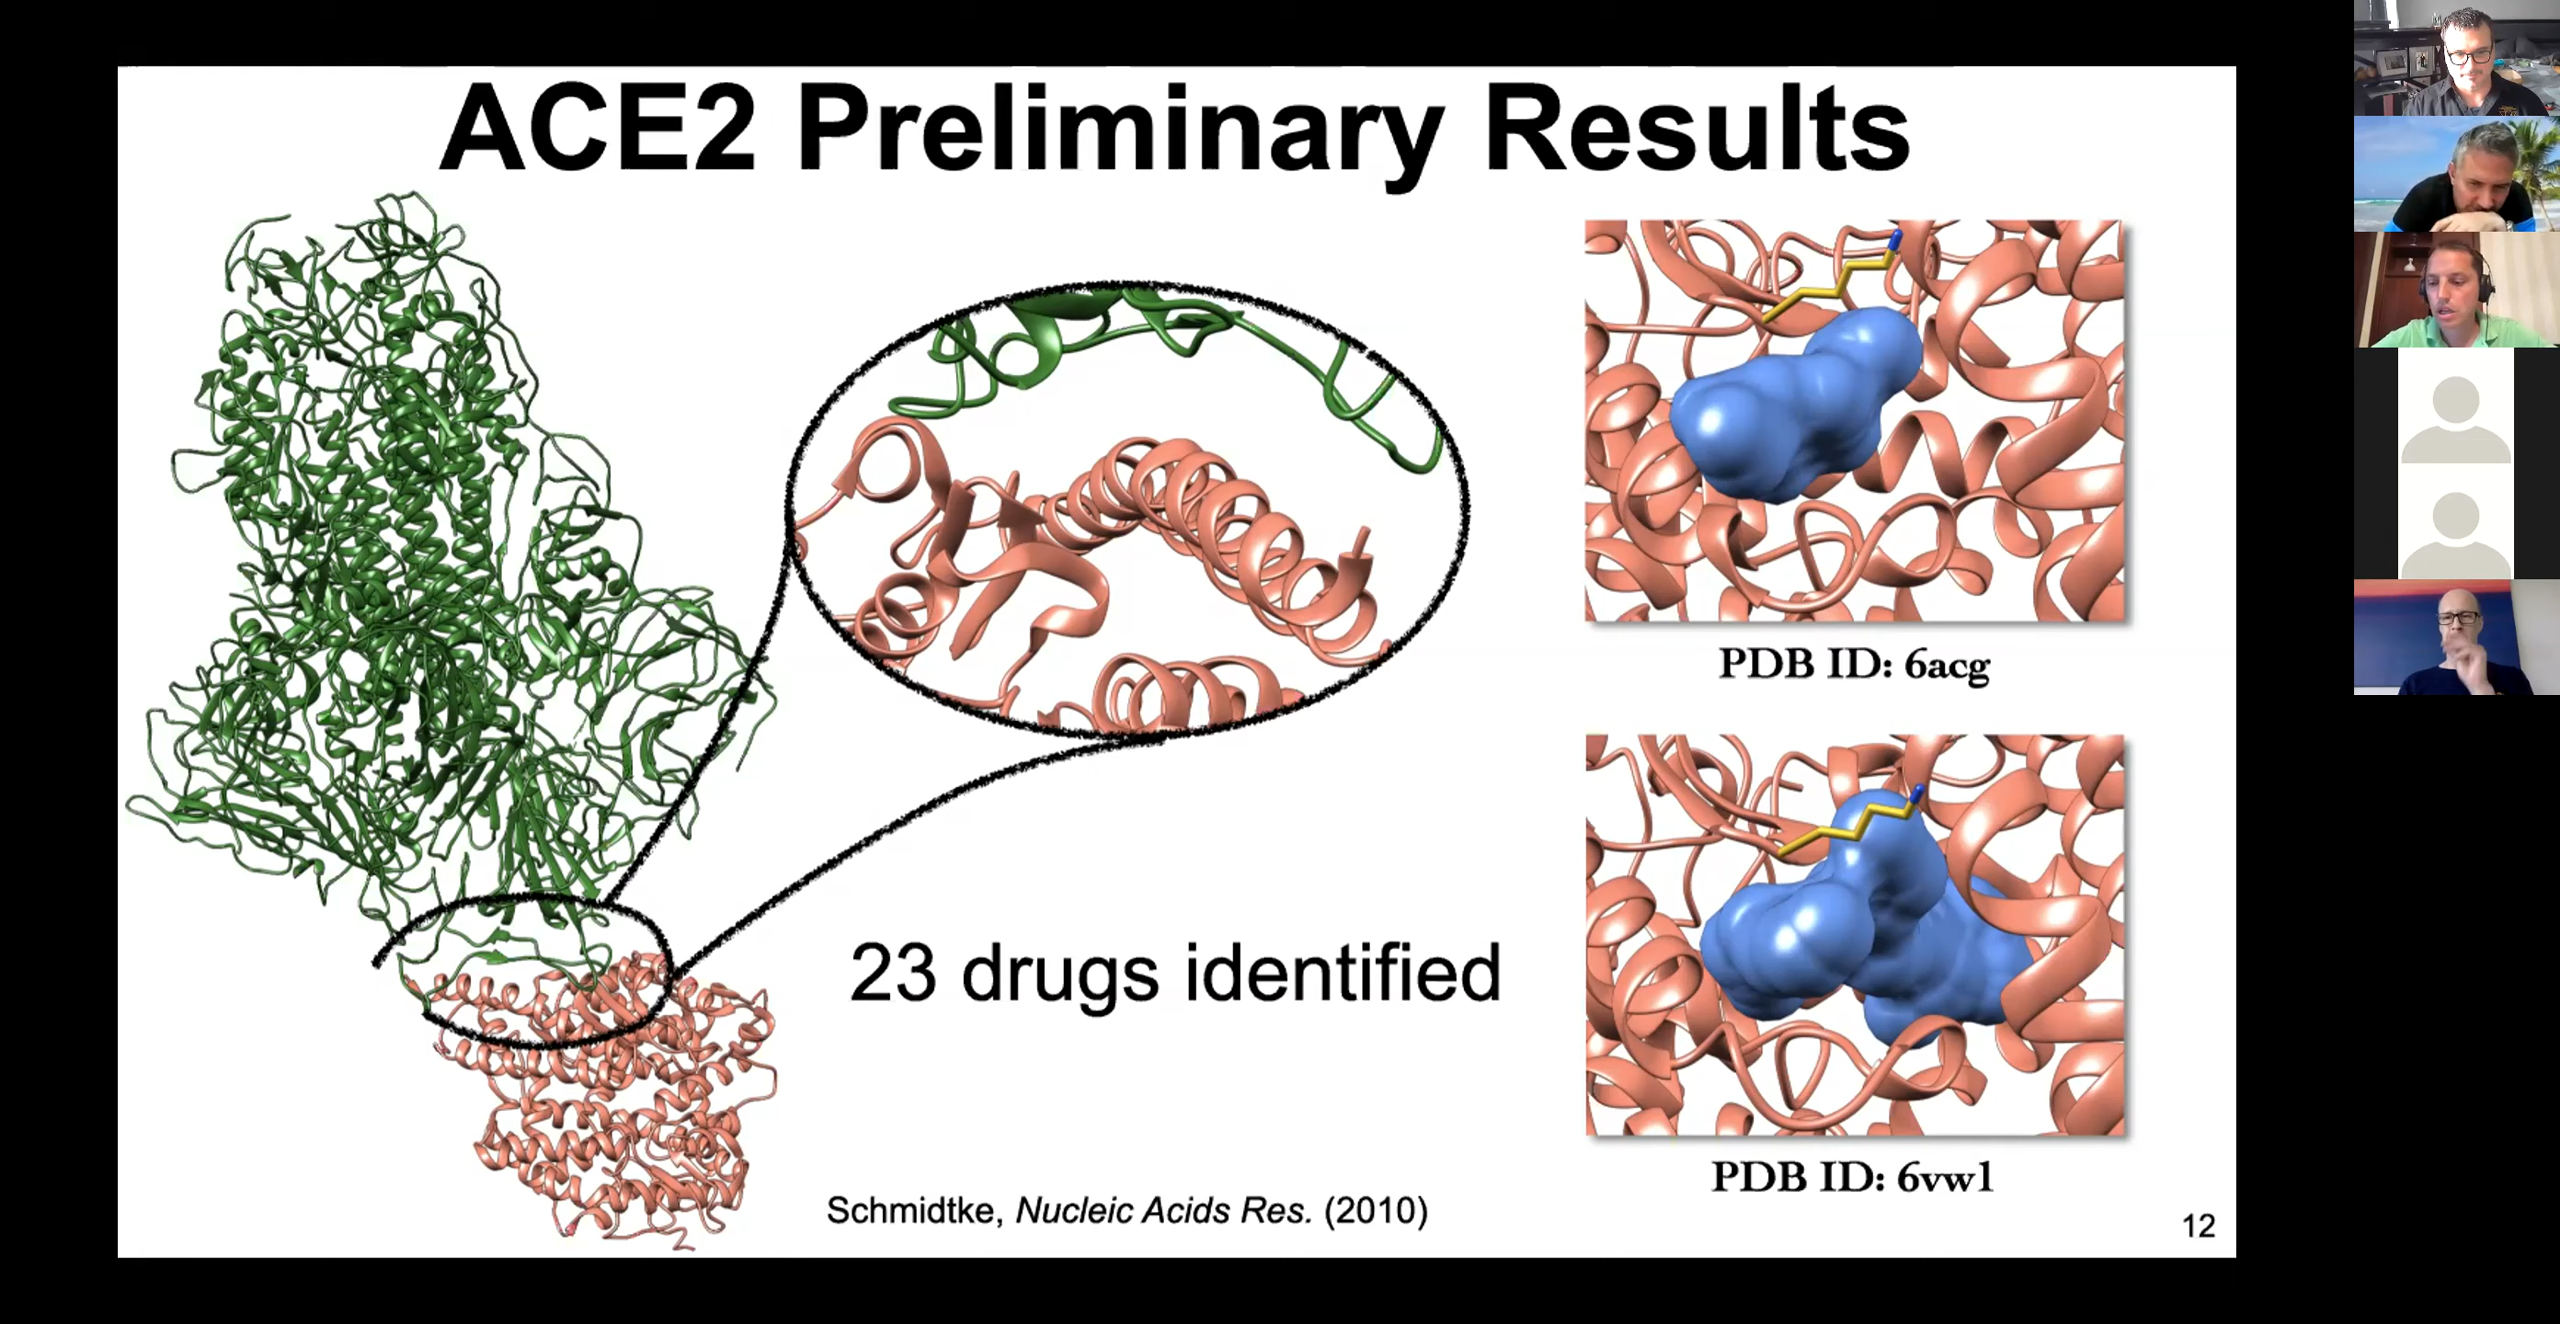 ACE2 Preliminary Results
PDB ID: 6acg
23 drugs identified
PDB ID: 6vw1
Schmidtke, Nucleic Acids Res. (2010)
12